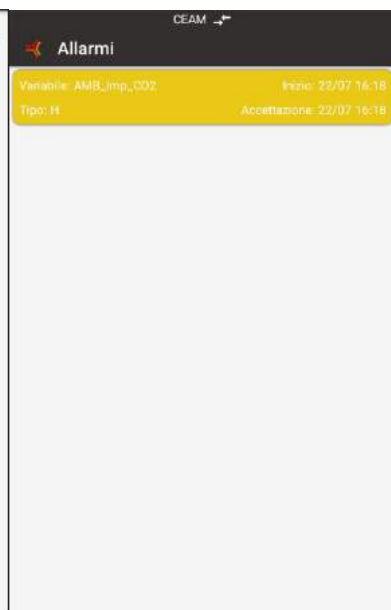 CEAM
Allarmi
Variabile: AMB_Imp_CO2 Inizio: 22/07 16:18
Tipo: H Accettazione: 22/07 16:18